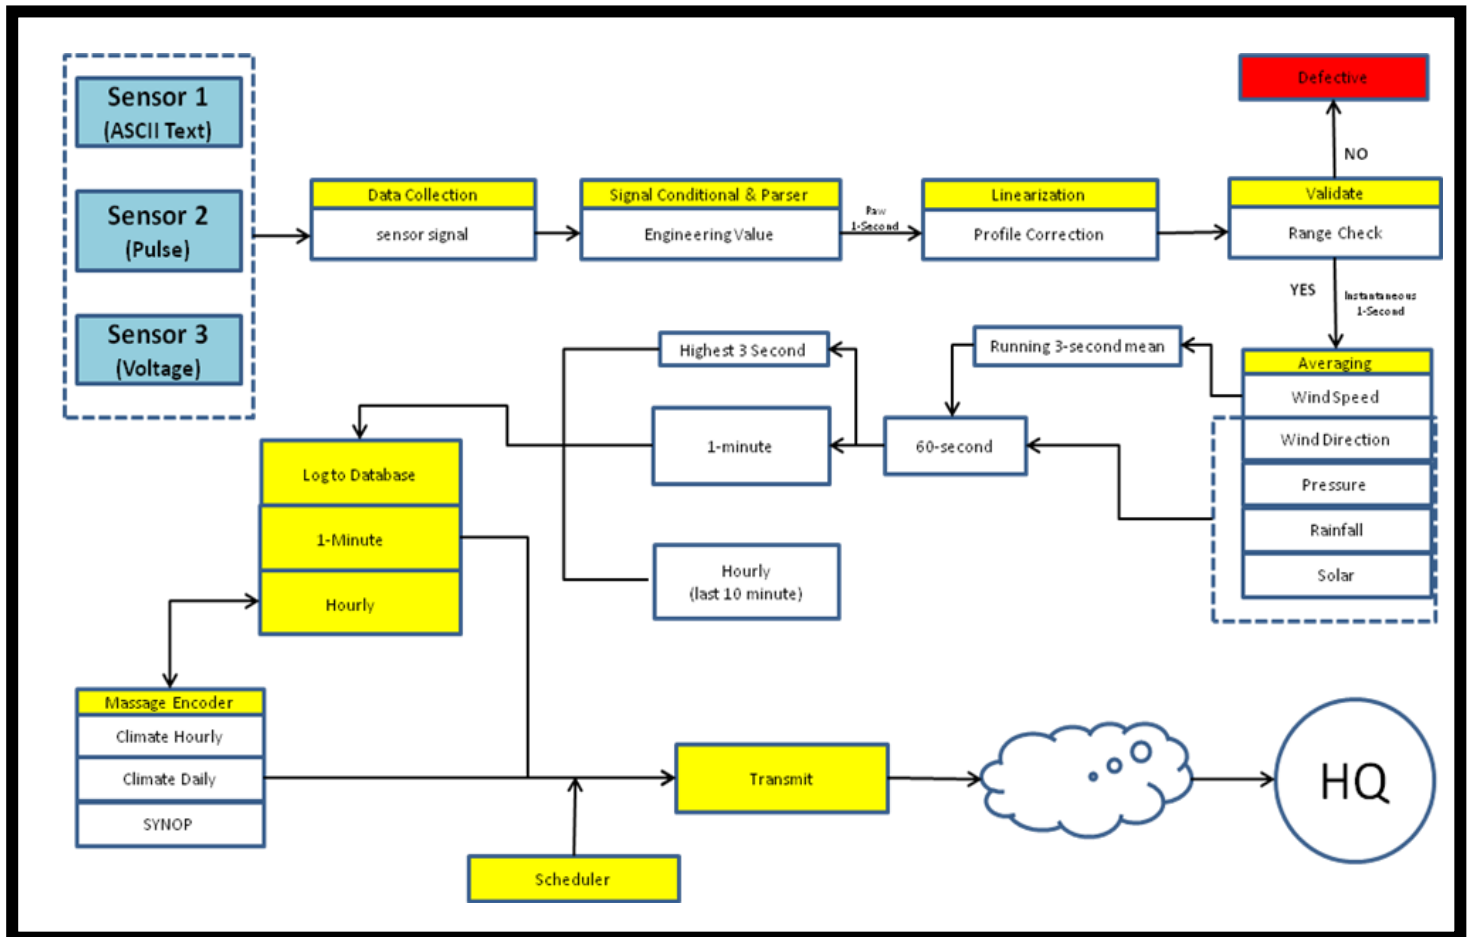 Sensor 1
(ASCII Text)
Sensor 2
(Pulse)
Sensor 3
(Voltage)
Data Collection
sensor signal
Signal Conditional & Parser
Engineering Value
Raw
1-Second
Linearization
Profile Correction
Defective
NO
Validate
Range Check
YES
Instantaneous
1-Second
Averaging
Wind Speed
Wind Direction
Pressure
Rainfall
Solar
Running 3-second mean
60-second
Highest 3 Second
1-minute
Hourly
(last 10 minute)
Log to Database
1-Minute
Hourly
Massage Encoder
Climate Hourly
Climate Daily
SYNOP
Scheduler
Transmit
HQ